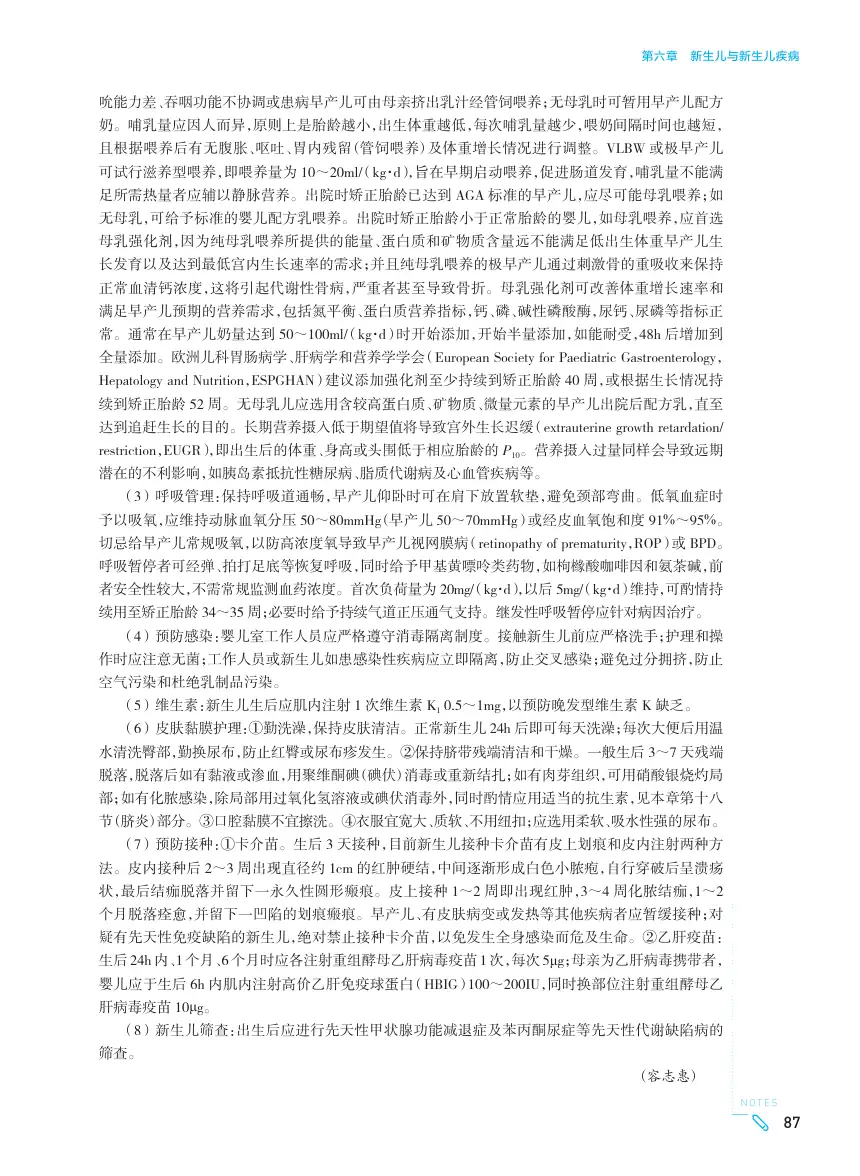 第六章 新生儿与新生儿疾病
吮能力差、吞咽功能不协调或患病早产儿可由母亲挤出乳汁经管饲喂养;无母乳时可暂用早产儿配方
奶。哺乳量应因人而异,原则上是胎龄越小,出生体重越低,每次哺乳量越少,喂奶间隔时间也越短,
且根据喂养后有无腹胀、呕吐、胃内残留(管饲喂养)及体重增长情况进行调整。VLBW 或极早产儿
可试行滋养型喂养,即喂养量为 10～20ml/(kg·d),旨在早期启动喂养,促进肠道发育,哺乳量不能满
足所需热量者应辅以静脉营养。出院时矫正胎龄已达到 AGA 标准的早产儿,应尽可能母乳喂养;如
无母乳,可给予标准的婴儿配方乳喂养。出院时矫正胎龄小于正常胎龄的婴儿,如母乳喂养,应首选
母乳强化剂,因为纯母乳喂养所提供的能量、蛋白质和矿物质含量远不能满足低出生体重早产儿生
长发育以及达到最低宫内生长速率的需求;并且纯母乳喂养的极早产儿通过刺激骨的重吸收来保持
正常血清钙浓度,这将引起代谢性骨病,严重者甚至导致骨折。母乳强化剂可改善体重增长速率和
满足早产儿预期的营养需求,包括氮平衡、蛋白质营养指标,钙、磷、碱性磷酸酶,尿钙、尿磷等指标正
常。通常在早产儿奶量达到 50～100ml/(kg·d)时开始添加,开始半量添加,如能耐受,48h 后增加到
全量添加。欧洲儿科胃肠病学、肝病学和营养学学会(European Society for Paediatric Gastroenterology,
Hepatology and Nutrition,ESPGHAN)建议添加强化剂至少持续到矫正胎龄 40 周,或根据生长情况持
续到矫正胎龄 52 周。无母乳儿应选用含较高蛋白质、矿物质、微量元素的早产儿出院后配方乳,直至
达到追赶生长的目的。长期营养摄入低于期望值将导致宫外生长迟缓(extrauterine growth retardation/
restriction,EUGR),即出生后的体重、身高或头围低于相应胎龄的 P10。营养摄入过量同样会导致远期
潜在的不利影响,如胰岛素抵抗性糖尿病、脂质代谢病及心血管疾病等。
(3)呼吸管理:保持呼吸道通畅,早产儿仰卧时可在肩下放置软垫,避免颈部弯曲。低氧血症时
予以吸氧,应维持动脉血氧分压 50～80mmHg(早产儿 50～70mmHg)或经皮血氧饱和度 91%～95%。
切忌给早产儿常规吸氧,以防高浓度氧导致早产儿视网膜病(retinopathy of prematurity,ROP)或 BPD。
呼吸暂停者可经弹、拍打足底等恢复呼吸,同时给予甲基黄嘌呤类药物,如枸橼酸咖啡因和氨茶碱,前
者安全性较大,不需常规监测血药浓度。首次负荷量为 20mg/(kg·d),以后 5mg/(kg·d)维持,可酌情持
续用至矫正胎龄 34～35 周;必要时给予持续气道正压通气支持。继发性呼吸暂停应针对病因治疗。
(4)预防感染:婴儿室工作人员应严格遵守消毒隔离制度。接触新生儿前应严格洗手;护理和操
作时应注意无菌;工作人员或新生儿如患感染性疾病应立即隔离,防止交叉感染;避免过分拥挤,防止
空气污染和杜绝乳制品污染。
(5)维生素:新生儿生后应肌内注射 1 次维生素 K1 0.5～1mg,以预防晚发型维生素 K 缺乏。
(6)皮肤黏膜护理:①勤洗澡,保持皮肤清洁。正常新生儿 24h 后即可每天洗澡;每次大便后用温
水清洗臀部,勤换尿布,防止红臀或尿布疹发生。②保持脐带残端清洁和干燥。一般生后 3～7 天残端
脱落,脱落后如有黏液或渗血,用聚维酮碘(碘伏)消毒或重新结扎;如有肉芽组织,可用硝酸银烧灼局
部;如有化脓感染,除局部用过氧化氢溶液或碘伏消毒外,同时酌情应用适当的抗生素,见本章第十八
节(脐炎)部分。③口腔黏膜不宜擦洗。④衣服宜宽大、质软、不用纽扣;应选用柔软、吸水性强的尿布。
(7)预防接种:①卡介苗。生后 3 天接种,目前新生儿接种卡介苗有皮上划痕和皮内注射两种方
法。皮内接种后 2～3 周出现直径约 1cm 的红肿硬结,中间逐渐形成白色小脓疱,自行穿破后呈溃疡
状,最后结痂脱落并留下一永久性圆形瘢痕。皮上接种 1～2 周即出现红肿,3～4 周化脓结痂,1～2
个月脱落痊愈,并留下一凹陷的划痕瘢痕。早产儿、有皮肤病变或发热等其他疾病者应暂缓接种;对
疑有先天性免疫缺陷的新生儿,绝对禁止接种卡介苗,以免发生全身感染而危及生命。②乙肝疫苗:
生后 24h 内、1 个月、6 个月时应各注射重组酵母乙肝病毒疫苗 1 次,每次 5μg;母亲为乙肝病毒携带者,
婴儿应于生后 6h 内肌内注射高价乙肝免疫球蛋白(HBIG)100～200IU,同时换部位注射重组酵母乙
肝病毒疫苗 10μg。
(8)新生儿筛查:出生后应进行先天性甲状腺功能减退症及苯丙酮尿症等先天性代谢缺陷病的
筛查。
(容志惠)
NOTES
87